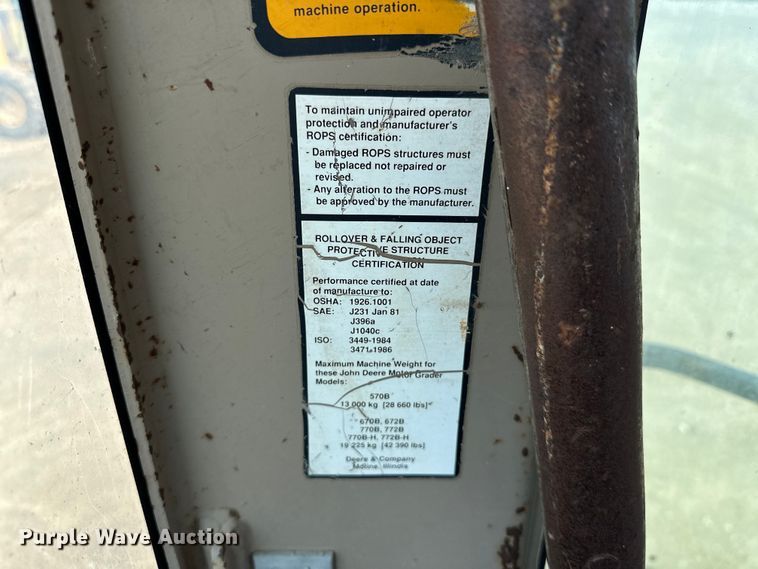 machine operation.
To maintain unimpaired operator
protection and manufacturer's
ROPS certification:
- Damaged ROPS structures must
be replaced not repaired or
revised.
- Any alteration to the ROPS must
be approved by the manufacturer.
ROLLOVER & FALLING OBJECT
PROTECTIVE STRUCTURE
PROTECTIVE
CERTIFICATION
Performance certified at date
of manufacture to:
OSHA: 1926.1001
SAE: J231 Jan 81
J396a
J1040c
ISO: 3449-1984
3471-1986
Maximum Machine Weight for
these John Deere Motor Grader
Models:
570B
13 000 kg [28 660 lbs]
670B, 672B
770B, 772B
770B-H, 772B-H
19 225 kg [42 390 lbs]
Deere & Company
Moline, Illinois
Purple Wave Auction